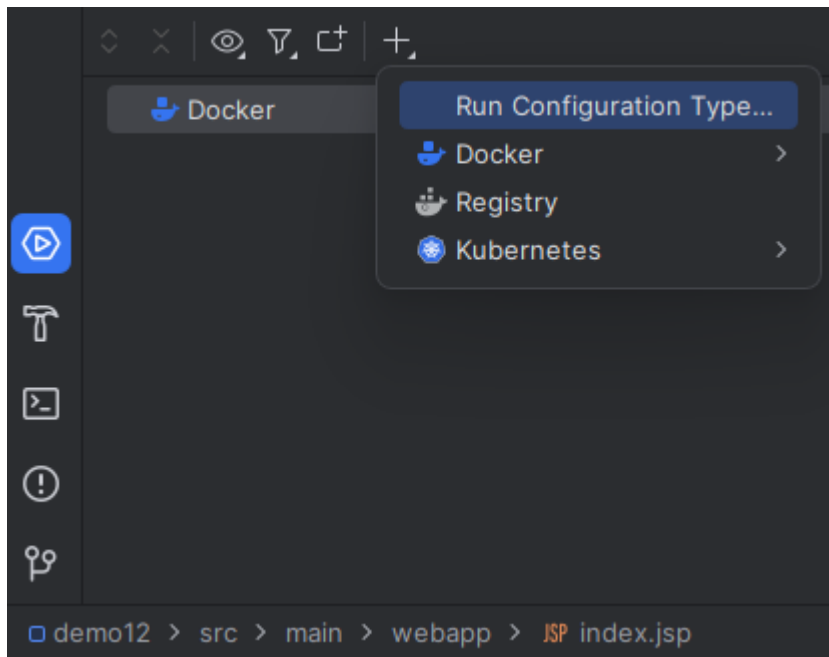 Docker
Run Configuration Type...
Docker
Registry
Kubernetes
demo12 > src > main > webapp > JSP index.jsp